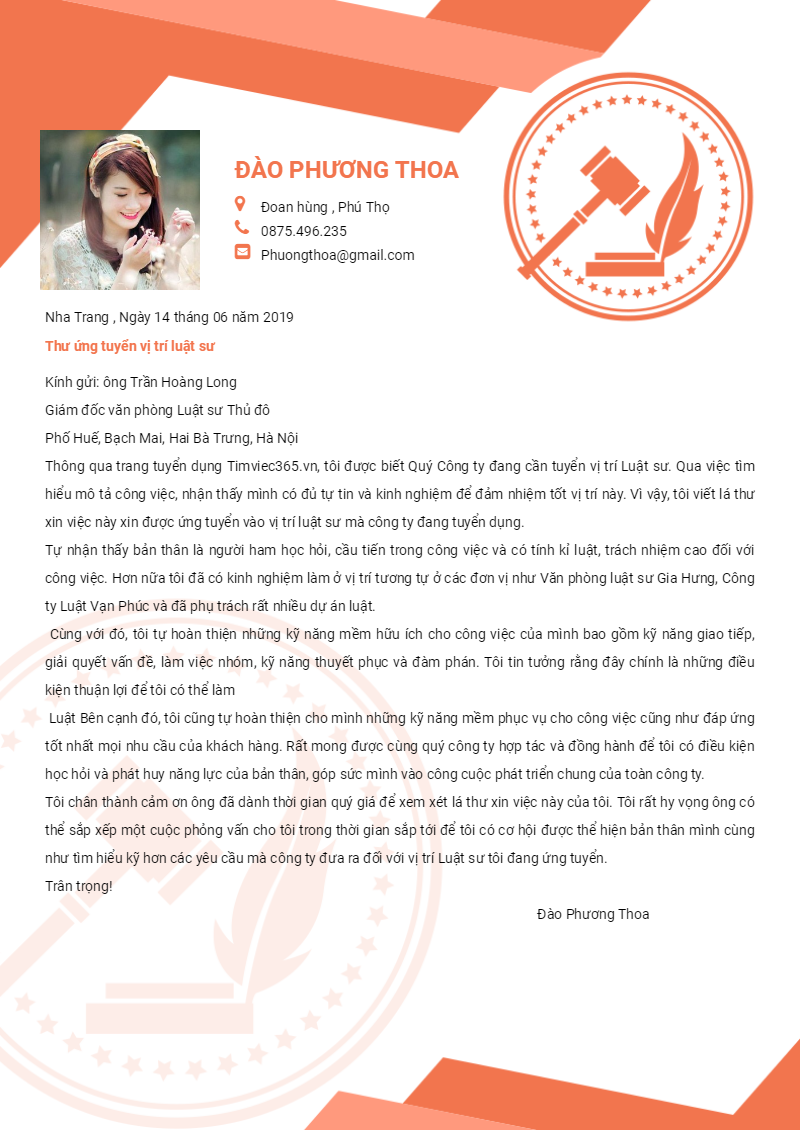 ĐÀO PHƯƠNG THOA
Đoan hùng , Phú Thọ
0875.496.235
Phuongthoa@gmail.com
Nha Trang , Ngày 14 tháng 06 năm 2019
Thư ứng tuyển vị trí luật sư
Kính gửi: ông Trần Hoàng Long
Giám đốc văn phòng Luật sư Thủ đô
Phố Huế, Bạch Mai, Hai Bà Trưng, Hà Nội
Thông qua trang tuyển dụng Timviec365.vn, tôi được biết Quý Công ty đang cần tuyển vị trí Luật sư. Qua việc tìm
hiểu mô tả công việc, nhận thấy mình có đủ tự tin và kinh nghiệm để đảm nhiệm tốt vị trí này. Vì vậy, tôi viết lá thư
xin việc này xin được ứng tuyển vào vị trí luật sư mà công ty đang tuyển dụng.
Tự nhận thấy bản thân là người ham học hỏi, cầu tiến trong công việc và có tính kỉ luật, trách nhiệm cao đối với
công việc. Hơn nữa tôi đã có kinh nghiệm làm ở vị trí tương tự ở các đơn vị như Văn phòng luật sư Gia Hưng, Công
ty Luật Vạn Phúc và đã phụ trách rất nhiều dự án luật.
Cùng với đó, tôi tự hoàn thiện những kỹ năng mềm hữu ích cho công việc của mình bao gồm kỹ năng giao tiếp,
giải quyết vấn đề, làm việc nhóm, kỹ năng thuyết phục và đàm phán. Tôi tin tưởng rằng đây chính là những điều
kiện thuận lợi để tôi có thể làm
Luật Bên cạnh đó, tôi cũng tự hoàn thiện cho mình những kỹ năng mềm phục vụ cho công việc cũng như đáp ứng
tốt nhất mọi nhu cầu của khách hàng. Rất mong được cùng quý công ty hợp tác và đồng hành để tôi có điều kiện
học hỏi và phát huy năng lực của bản thân, góp sức mình vào công cuộc phát triển chung của toàn công ty.
Tôi chân thành cảm ơn ông đã dành thời gian quý giá để xem xét lá thư xin việc này của tôi. Tôi rất hy vọng ông có
thể sắp xếp một cuộc phỏng vấn cho tôi trong thời gian sắp tới để tôi có cơ hội được thể hiện bản thân mình cùng
như tìm hiểu kỹ hơn các yêu cầu mà công ty đưa ra đối với vị trí Luật sư tôi đang ứng tuyển.
Trân trọng!
Đào Phương Thoa